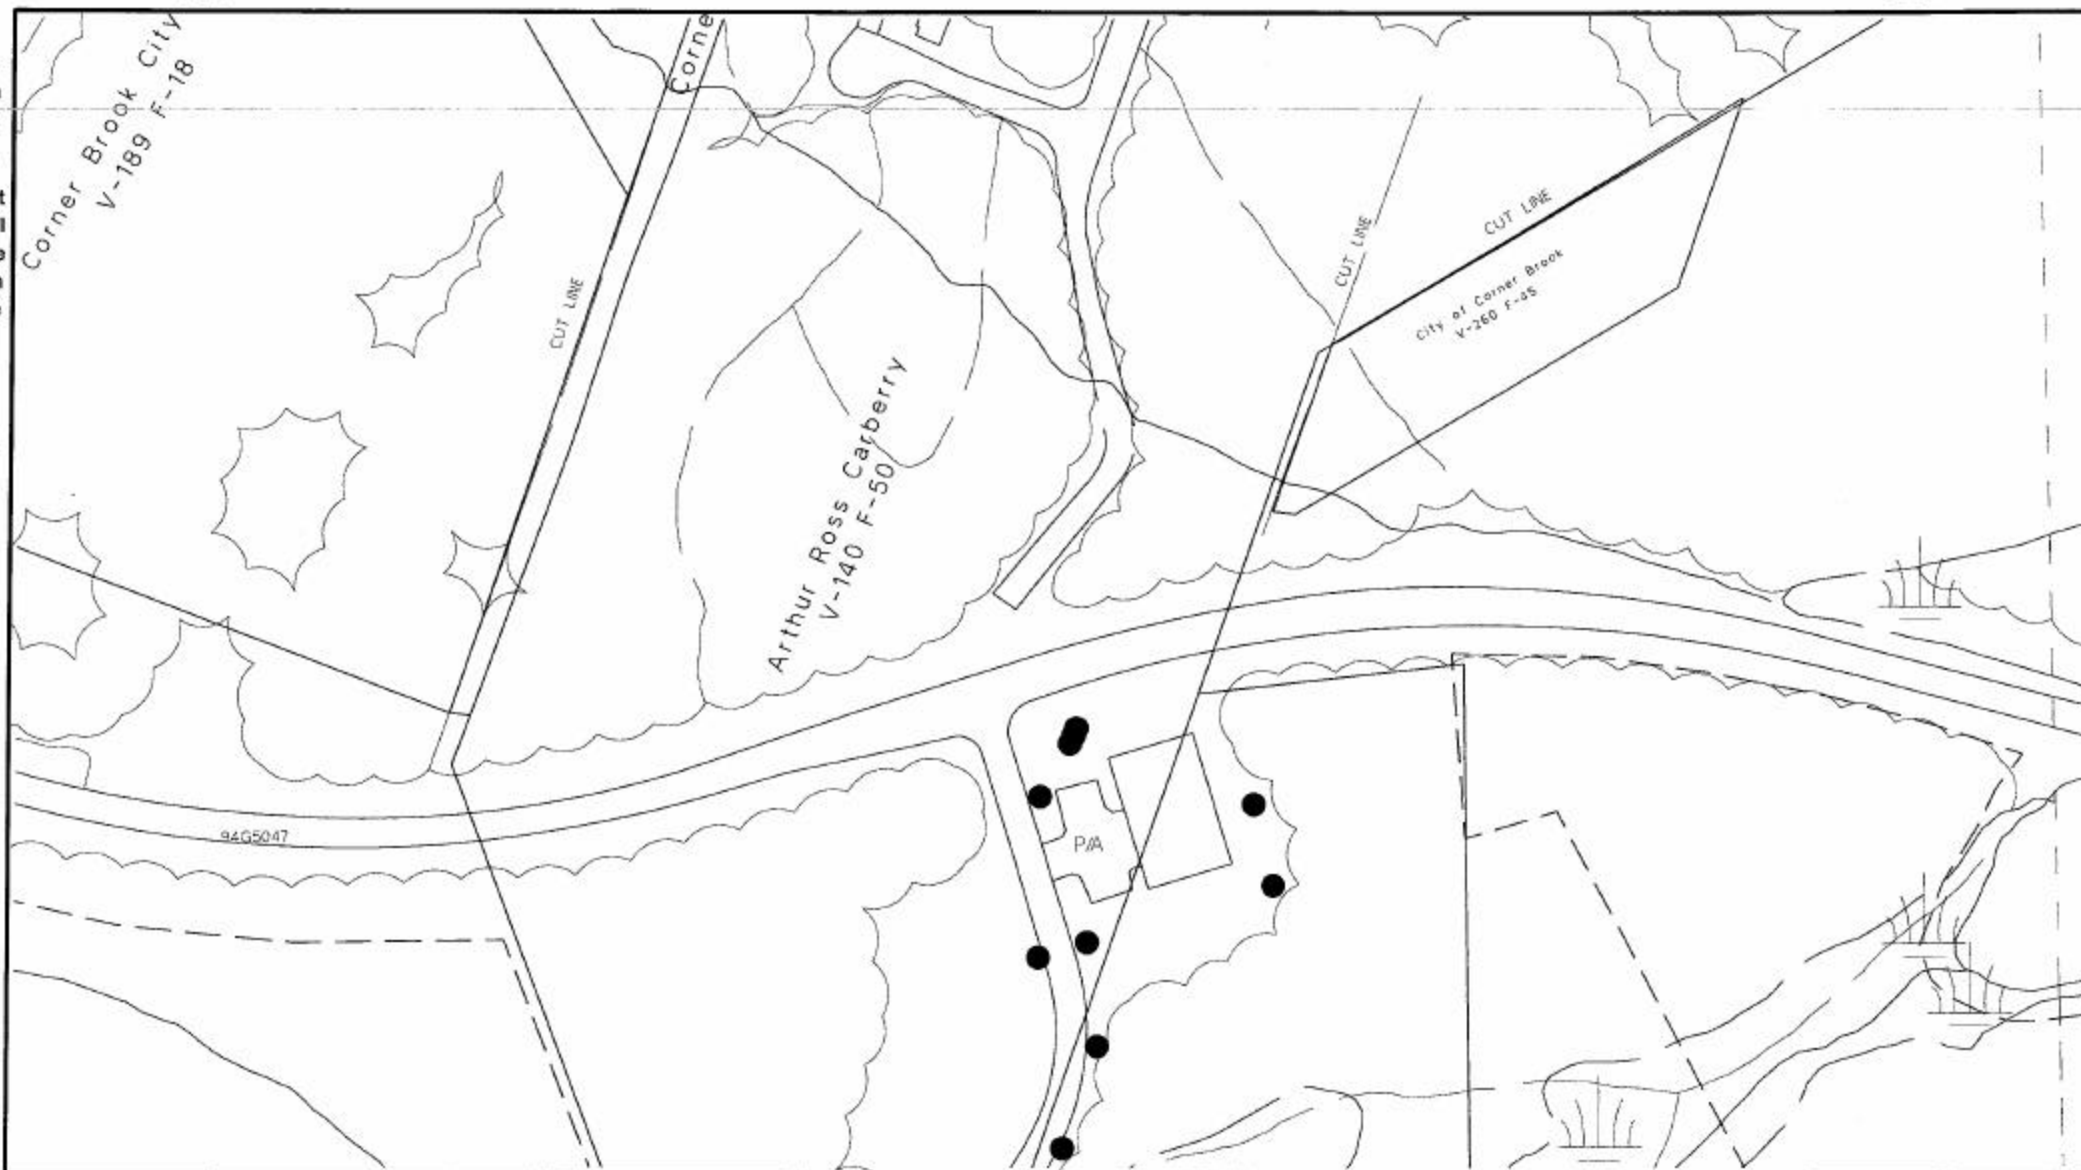 Corner Brook City
V-189 F-18
Corne
CUT LINE
CUT LINE
CUT LINE
City of Corner Brook
V-260 F-45
Arthur Ross Carberry
V-140 F-50
94G5047
P/A